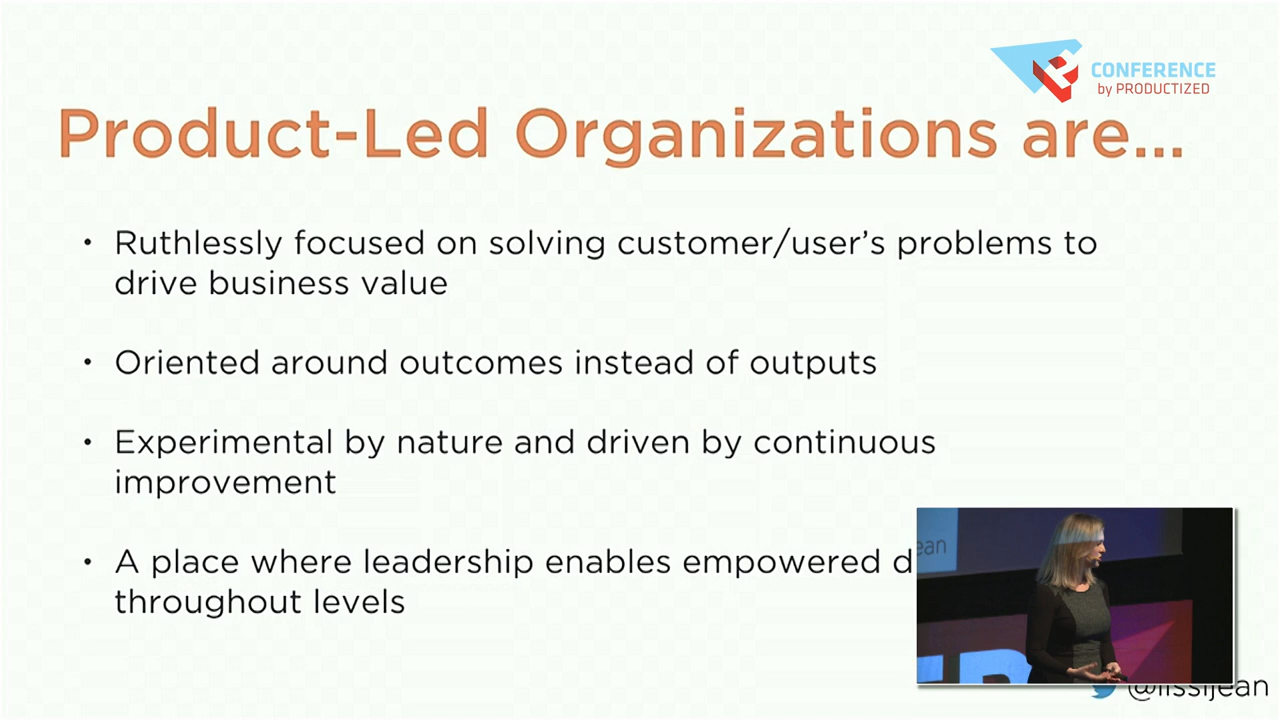 CONFERENCE
by PRODUCTIZED
Product-Led Organizations are...
• Ruthlessly focused on solving customer/user’s problems to
drive business value
• Oriented around outcomes instead of outputs
• Experimental by nature and driven by continuous
improvement
• A place where leadership enables empowered
throughout levels
@lissijean